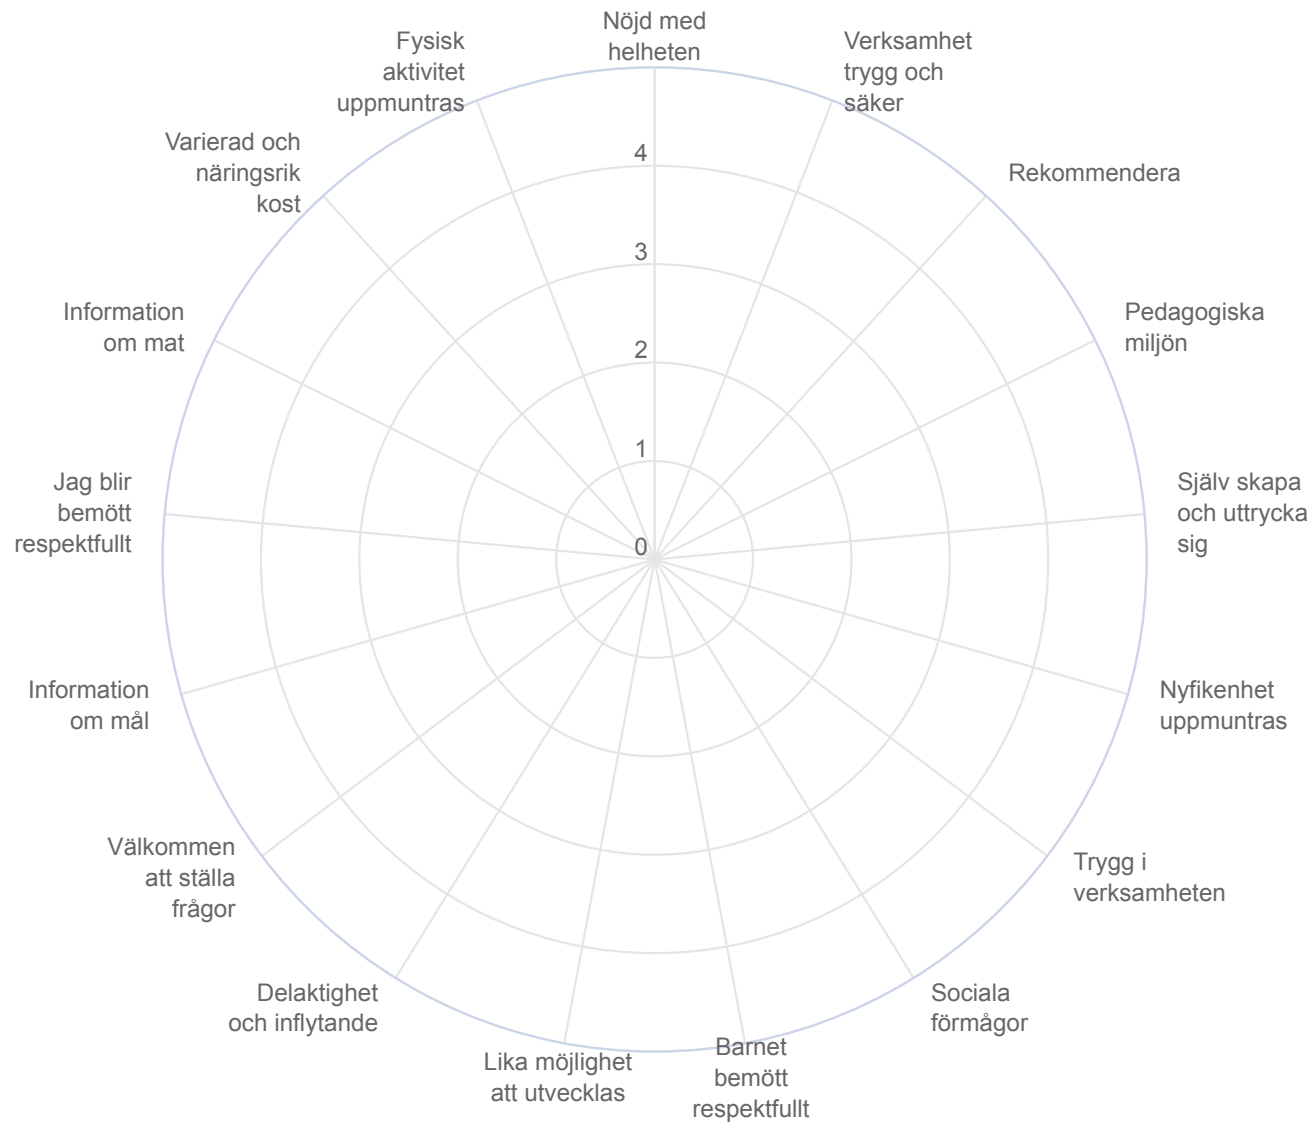 Nöjd med
helheten
Verksamhet
trygg och
säker
Rekommendera
Pedagogiska
miljön
Själv skapa
och uttrycka
sig
Nyfikenhet
uppmuntras
Trygg i
verksamheten
Sociala
förmågor
Barnet
bemött
respektfullt
Lika möjlighet
att utvecklas
Delaktighet
och inflytande
Välkommen
att ställa
frågor
Information
om mål
Jag blir
bemött
respektfullt
Information
om mat
Varierad och
näringsrik
kost
Fysisk
aktivitet
uppmuntras
4
3
2
1
0